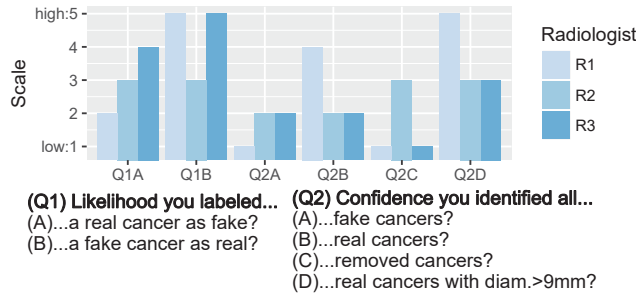 high:5
4
3
2
low:1
Scale
Q1A Q1B Q2A Q2B Q2C Q2D
Radiologist
R1
R2
R3
(Q1) Likelihood you labeled...
(A)...a real cancer as fake?
(B)...a fake cancer as real?
(Q2) Confidence you identified all...
(A)...fake cancers?
(B)...real cancers?
(C)...removed cancers?
(D)...real cancers with diam.>9mm?